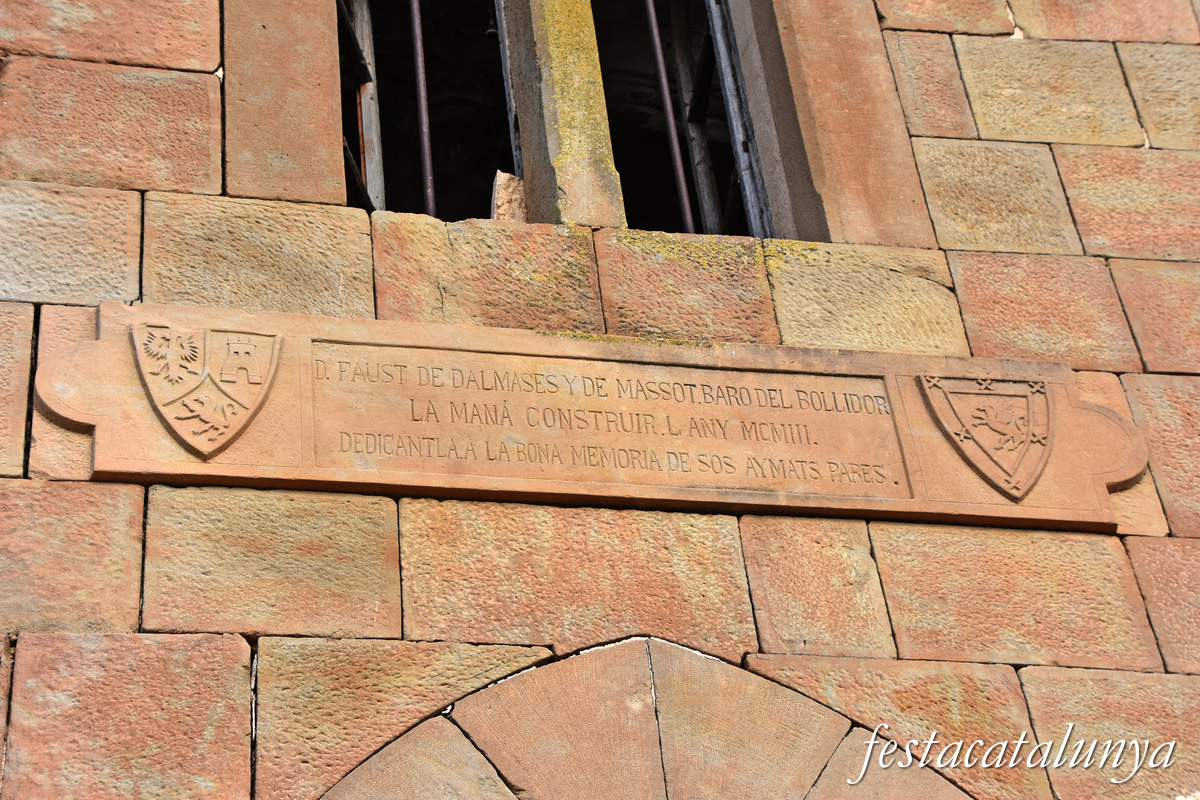 D. FAUST DE DALMASES Y DE MASSOT. BARO DEL BOLLIDOR
LA MANÀ CONSTRUIR. L ANY MCMIII.
DEDICANTLA. A LA BONA MEMORIA DE SOS AYMATS PARES.
festacatalunya